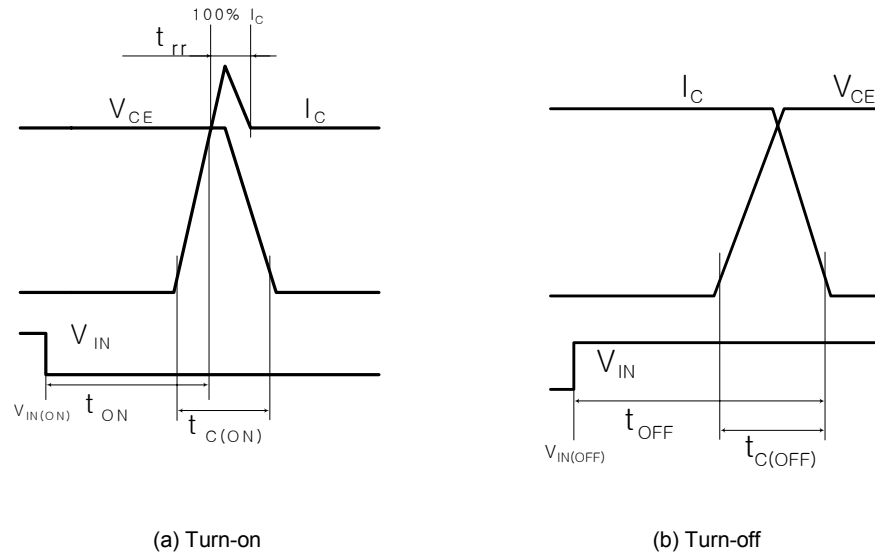 100% I_C
t_rr
V_CE
I_C
V_IN
V_IN(ON)
t_ON
t_C(ON)
(a) Turn-on
I_C
V_CE
V_IN
V_IN(OFF)
t_OFF
t_C(OFF)
(b) Turn-off